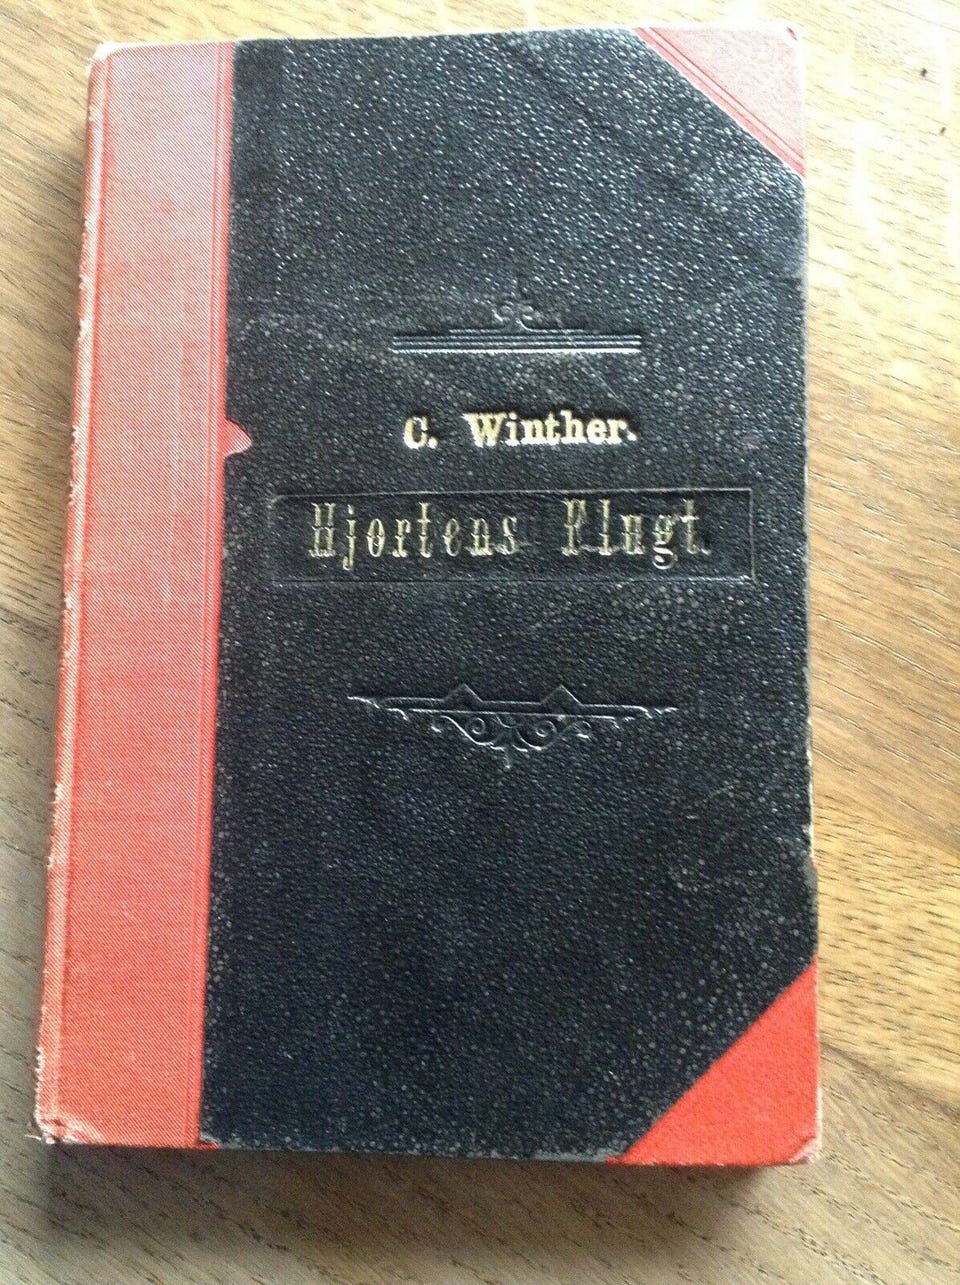 C. Winther.
Hjortens Flugt.